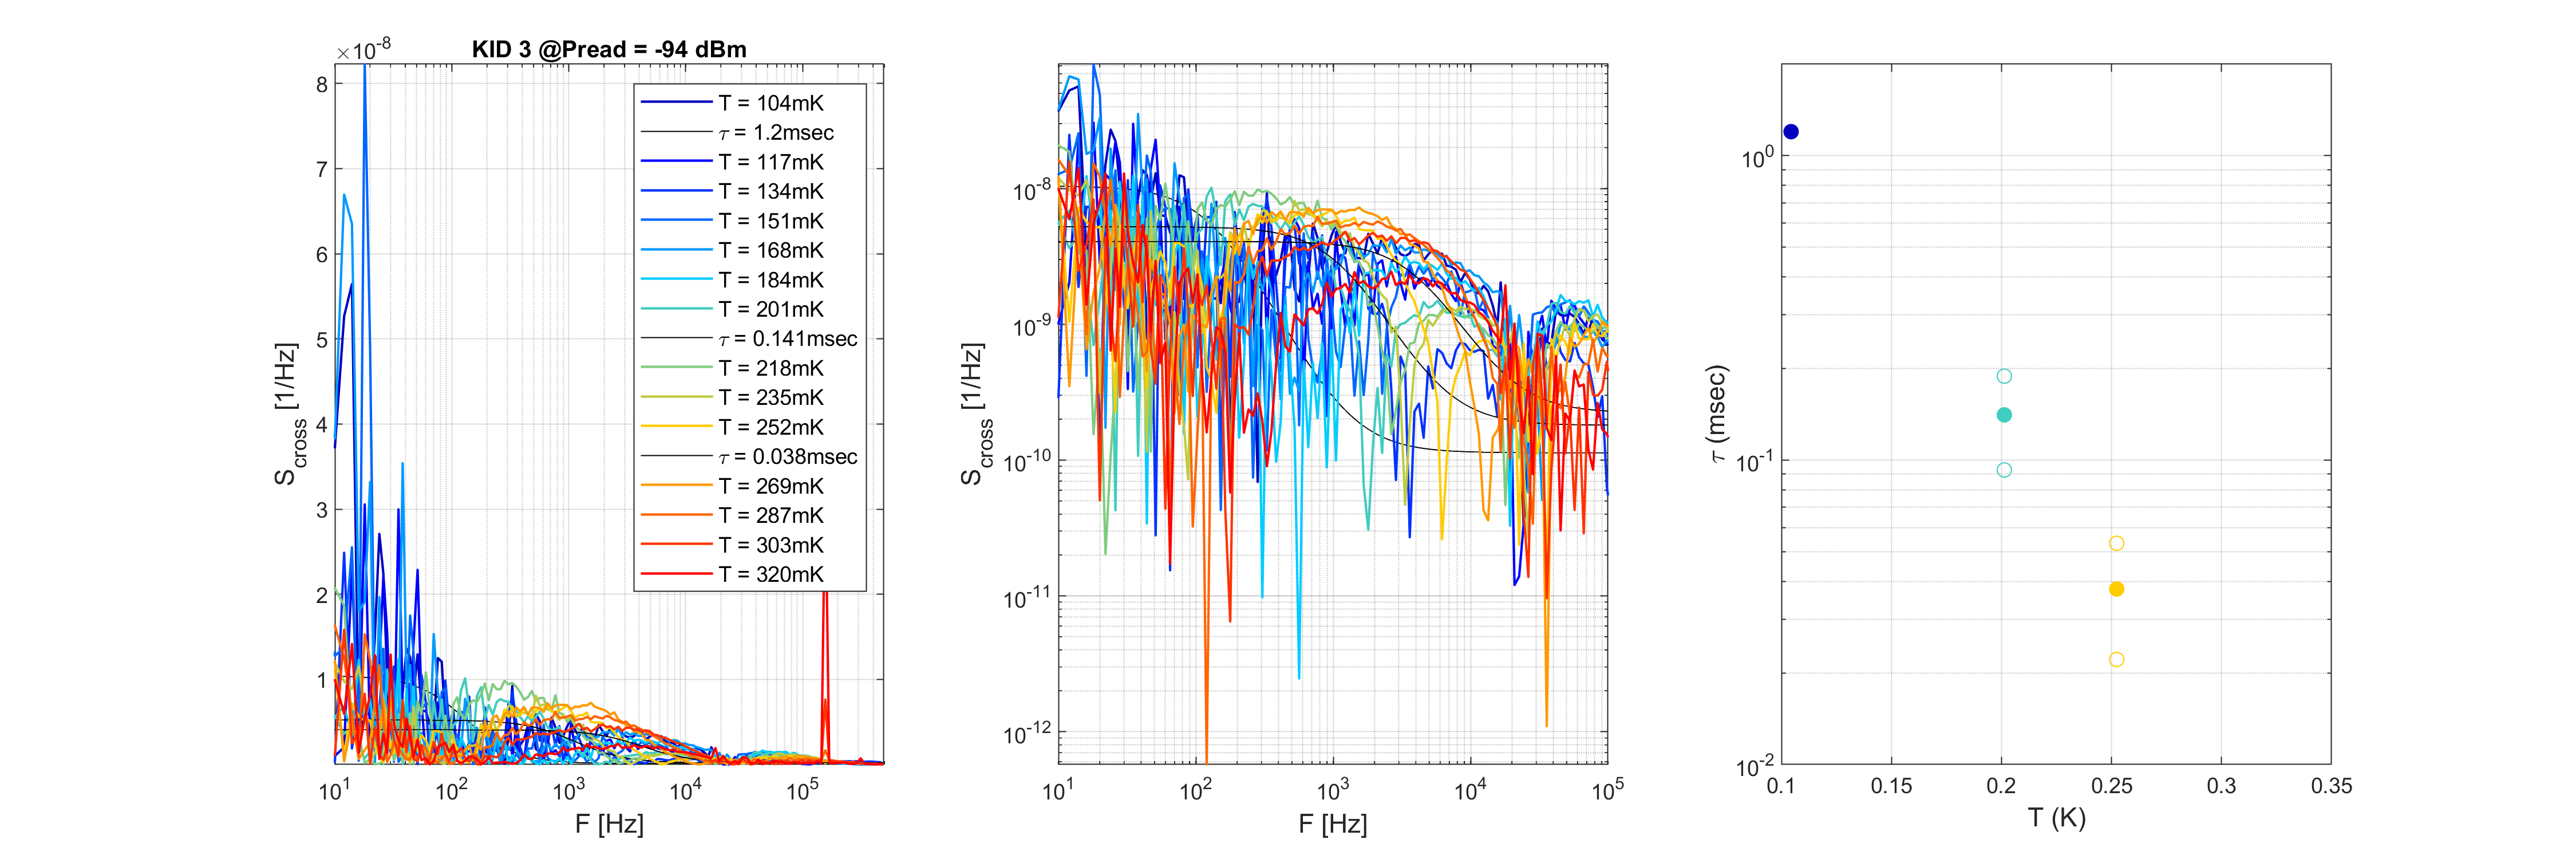 KID 3 @Pread = -94 dBm
×10⁻⁸
8
7
6
5
4
3
2
1
S_cross [1/Hz]
10¹ 10² 10³ 10⁴ 10⁵
F [Hz]
T = 104mK
τ = 1.2msec
T = 117mK
T = 134mK
T = 151mK
T = 168mK
T = 184mK
T = 201mK
τ = 0.141msec
T = 218mK
T = 235mK
T = 252mK
τ = 0.038msec
T = 269mK
T = 287mK
T = 303mK
T = 320mK
10⁻⁸
10⁻⁹
10⁻¹⁰
10⁻¹¹
10⁻¹²
S_cross [1/Hz]
10¹ 10² 10³ 10⁴ 10⁵
F [Hz]
10⁰
10⁻¹
10⁻²
τ (msec)
0.1 0.15 0.2 0.25 0.3 0.35
T (K)